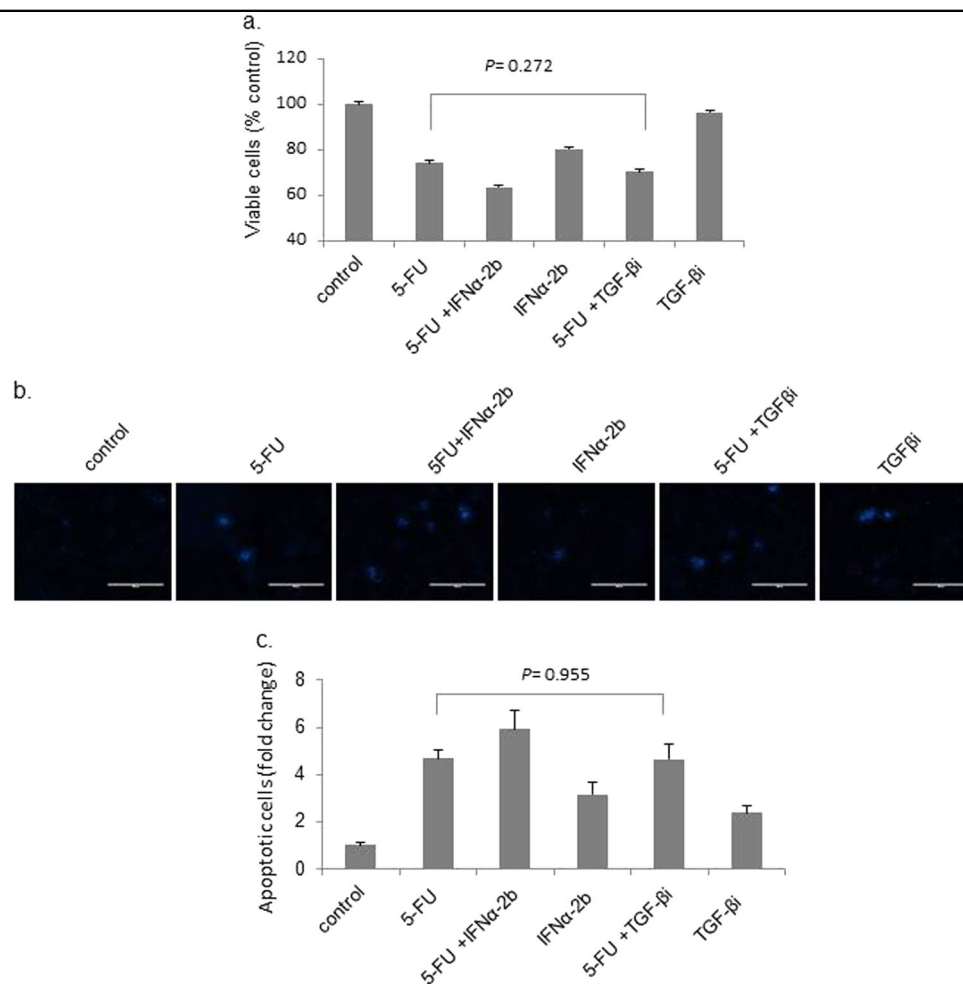 a.
Viable cells (% control)
120
100
80
60
40
P= 0.272
control
5-FU
5-FU +IFNα-2b
IFNα-2b
5-FU +TGF-βi
TGF-βi
b.
control
5-FU
5FU+IFNα-2b
IFNα-2b
5-FU +TGFβi
TGFβi
c.
Apoptotic cells(fold change)
8
6
4
2
0
P= 0.955
control
5-FU
5-FU +IFNα-2b
IFNα-2b
5-FU +TGF-βi
TGF-βi